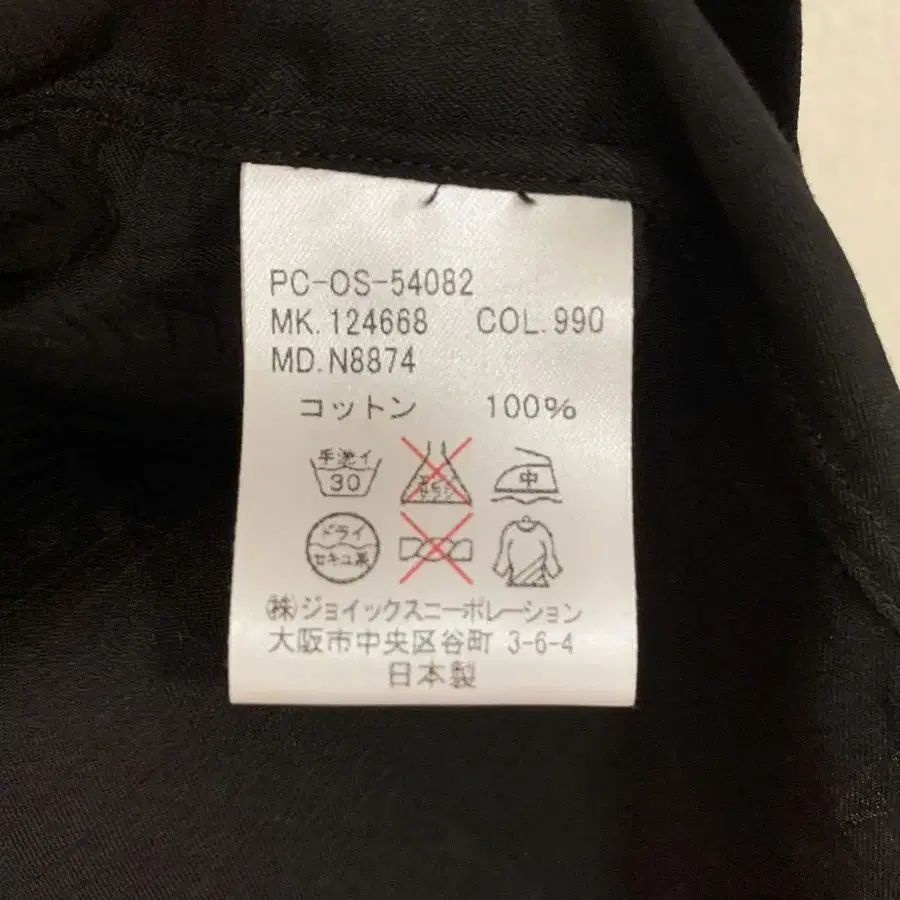 PC-OS-54082
MK.124668 COL.990
MD.N8874
コットン 100%
手洗イ
30
中
ドライ
セキユ系
㈱ジョイックスコーポレーション
大阪市中央区谷町 3-6-4
日本製